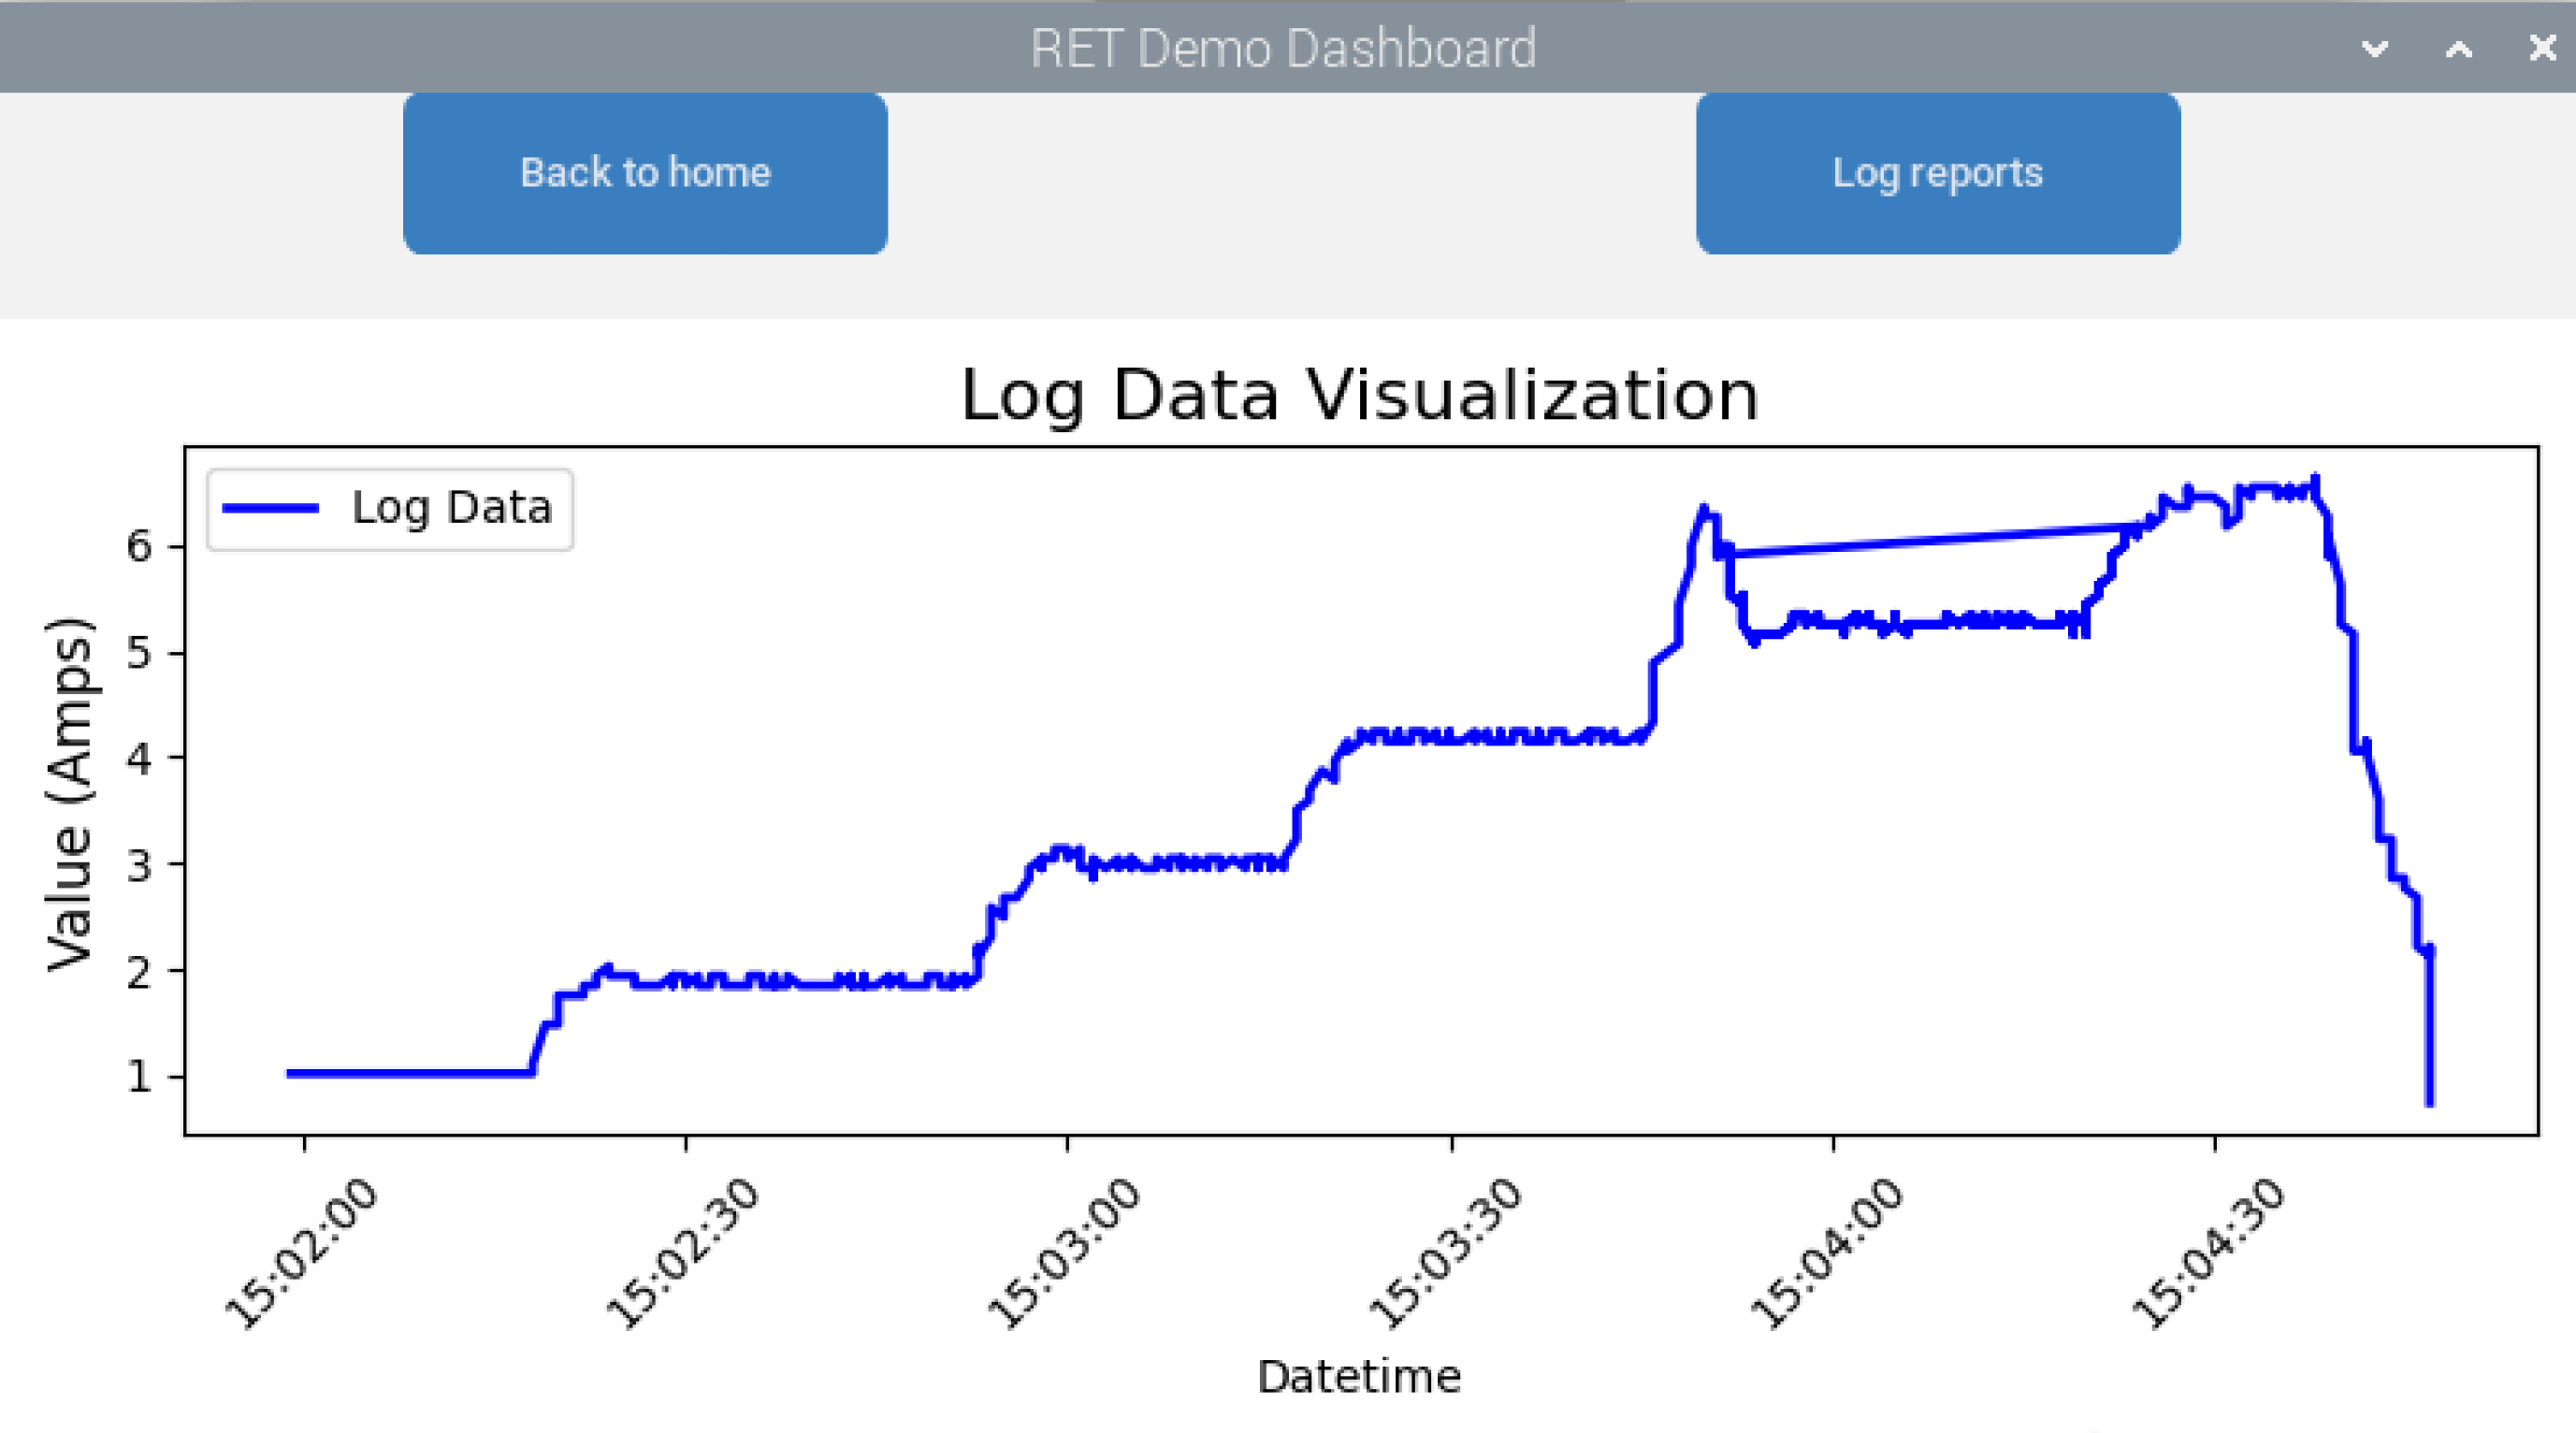 RET Demo Dashboard
Back to home
Log reports
Log Data Visualization
Log Data
Value (Amps)
6
5
4
3
2
1
15:02:00
15:02:30
15:03:00
15:03:30
15:04:00
15:04:30
Datetime